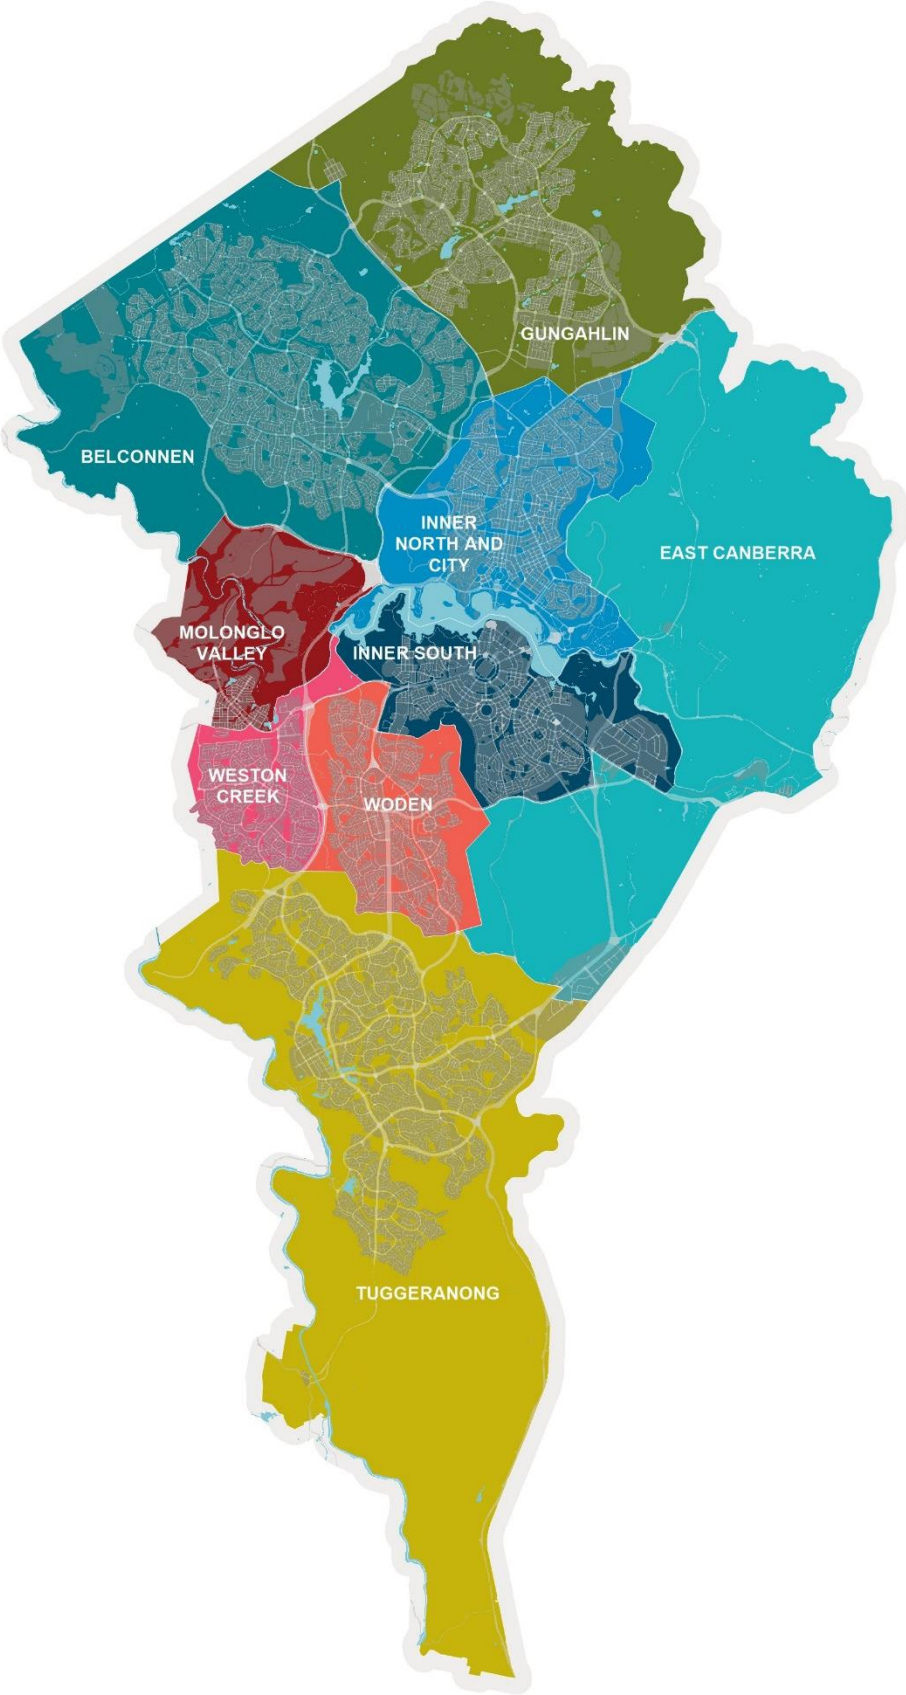 GUNGAHLIN
BELCONNEN
INNER
NORTH AND
CITY
EAST CANBERRA
MOLONGLO
VALLEY
INNER SOUTH
WESTON
CREEK
WODEN
TUGGERANONG